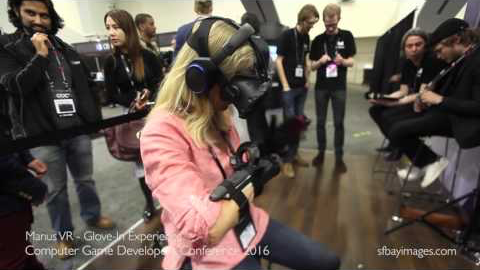 Manus VR - Glove-In Experience
Computer Game Developers Conference 2016
sfbayimages.com